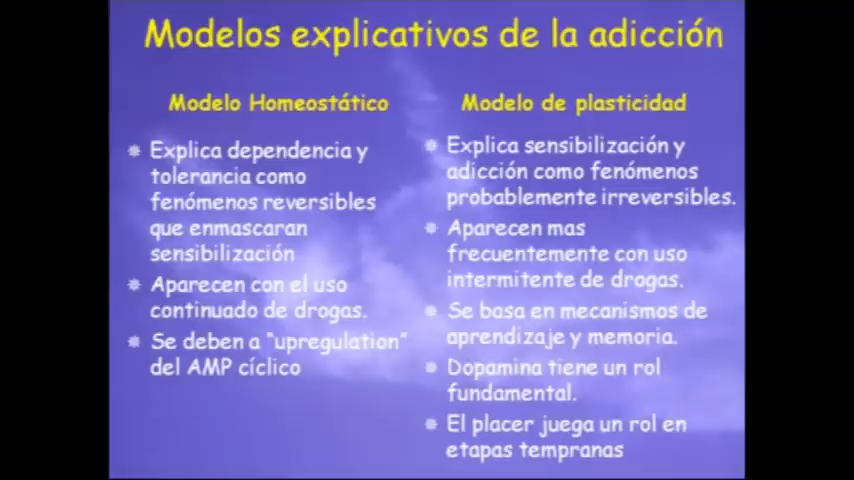 Modelos explicativos de la adicción
Modelo Homeostático
Explica dependencia y
tolerancia como
fenómenos reversibles
que enmascaran
sensibilización
Aparecen con el uso
continuado de drogas.
Se deben a “upregulation”
del AMP cíclico
Modelo de plasticidad
Explica sensibilización y
adicción como fenómenos
probablemente irreversibles.
Aparecen mas
frecuentemente con uso
intermitente de drogas.
Se basa en mecanismos de
aprendizaje y memoria.
Dopamina tiene un rol
fundamental.
El placer juega un rol en
etapas tempranas